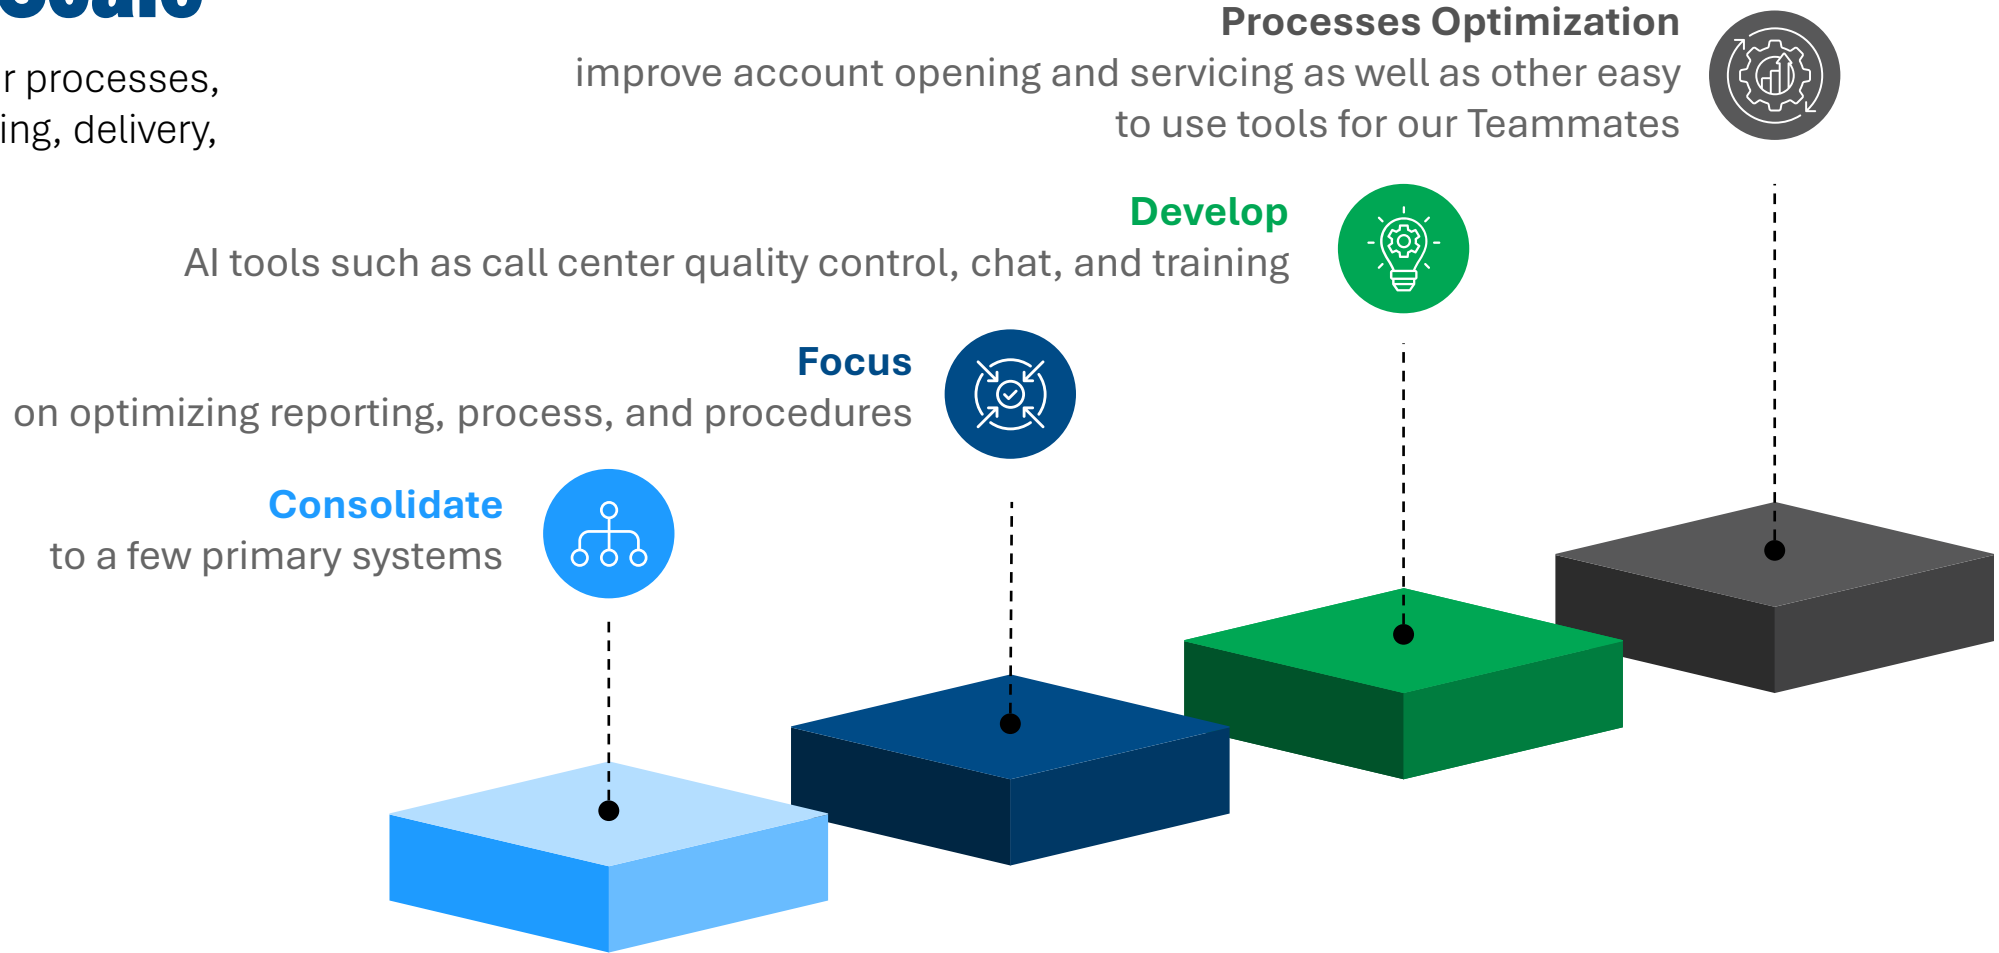 Scale
r processes,
ing, delivery,
Processes Optimization
improve account opening and servicing as well as other easy
to use tools for our Teammates
Develop
AI tools such as call center quality control, chat, and training
Focus
on optimizing reporting, process, and procedures
Consolidate
to a few primary systems